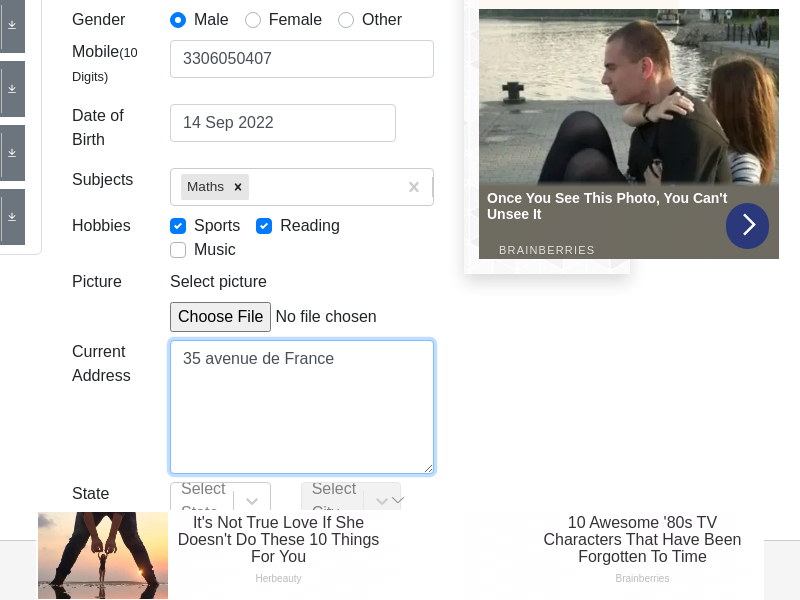 Gender
Male Female Other
Mobile(10
Digits)
3306050407
Date of
Birth
14 Sep 2022
Subjects
Maths
Hobbies
Sports Reading
Music
Picture
Select picture
Choose File No file chosen
Current
Address
35 avenue de France
State
Select
Select
Once You See This Photo, You Can't
Unsee It
BRAINBERRIES
It's Not True Love If She
Doesn't Do These 10 Things
For You
Herbeauty
10 Awesome '80s TV
Characters That Have Been
Forgotten To Time
Brainberries